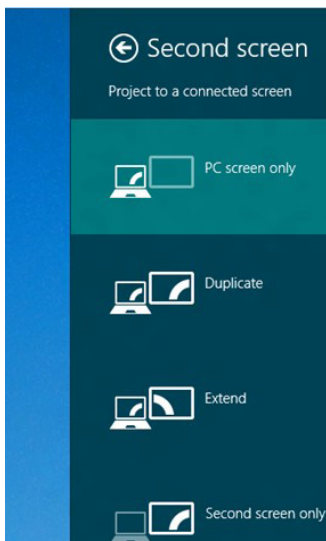 Second screen
Project to a connected screen
PC screen only
Duplicate
Extend
Second screen only